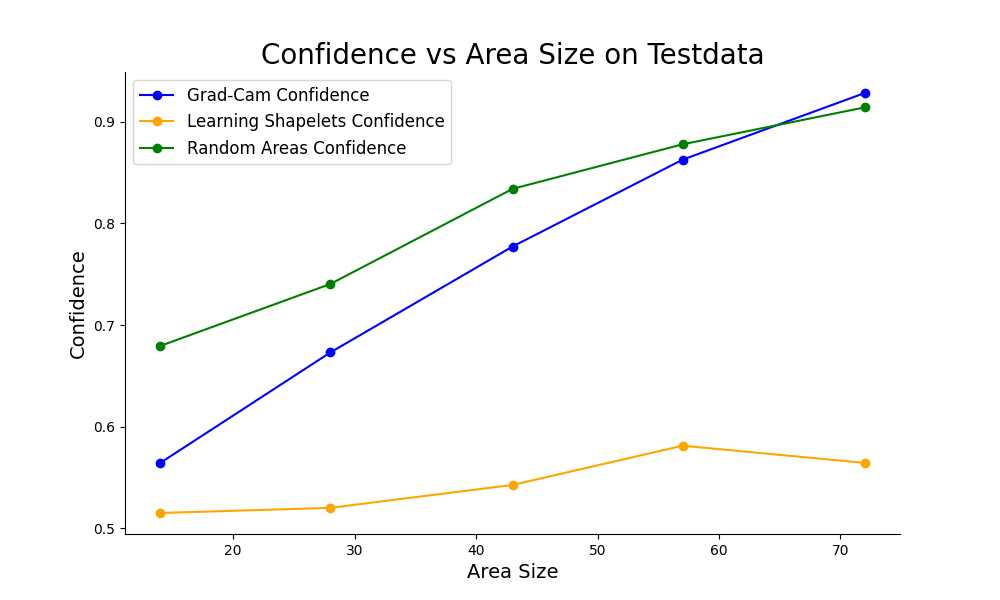 Confidence vs Area Size on Testdata
Grad-Cam Confidence
Learning Shapelets Confidence
Random Areas Confidence
Confidence
0.9
0.8
0.7
0.6
0.5
20
30
40
50
60
70
Area Size